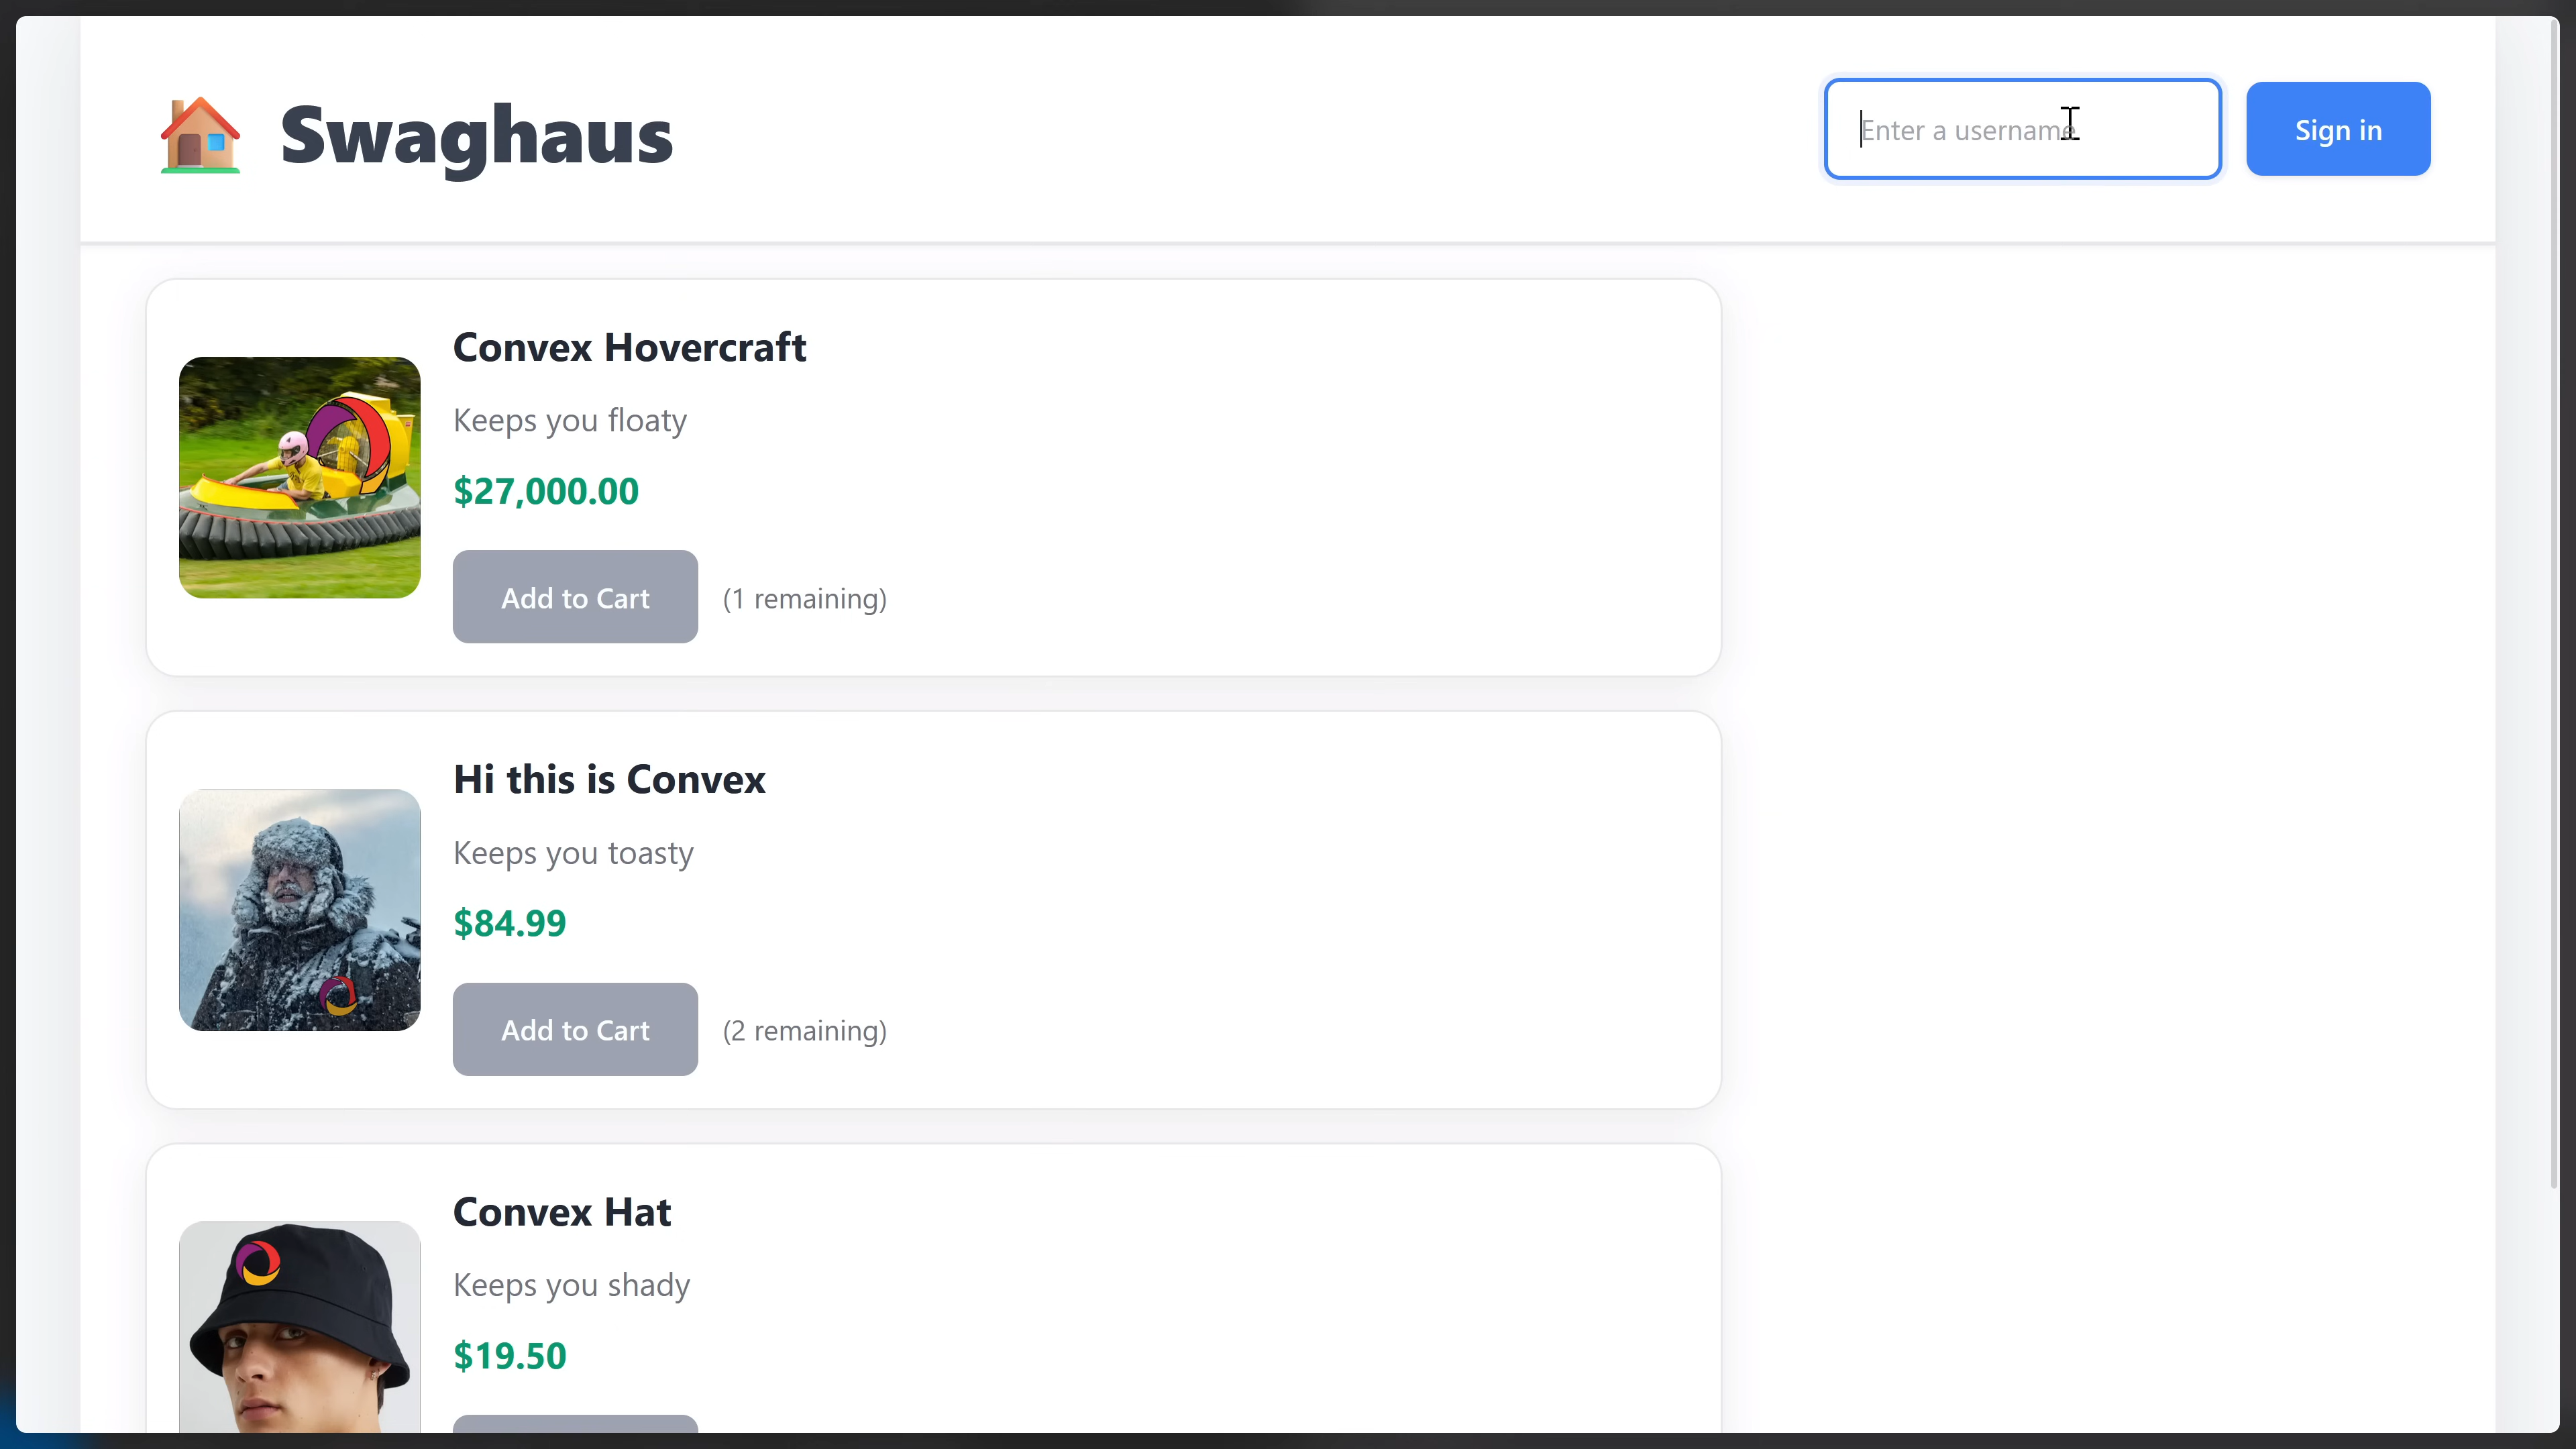 Swaghaus
Enter a username
Sign in
Convex Hovercraft
Keeps you floaty
$27,000.00
Add to Cart
(1 remaining)
Hi this is Convex
Keeps you toasty
$84.99
Add to Cart
(2 remaining)
Convex Hat
Keeps you shady
$19.50